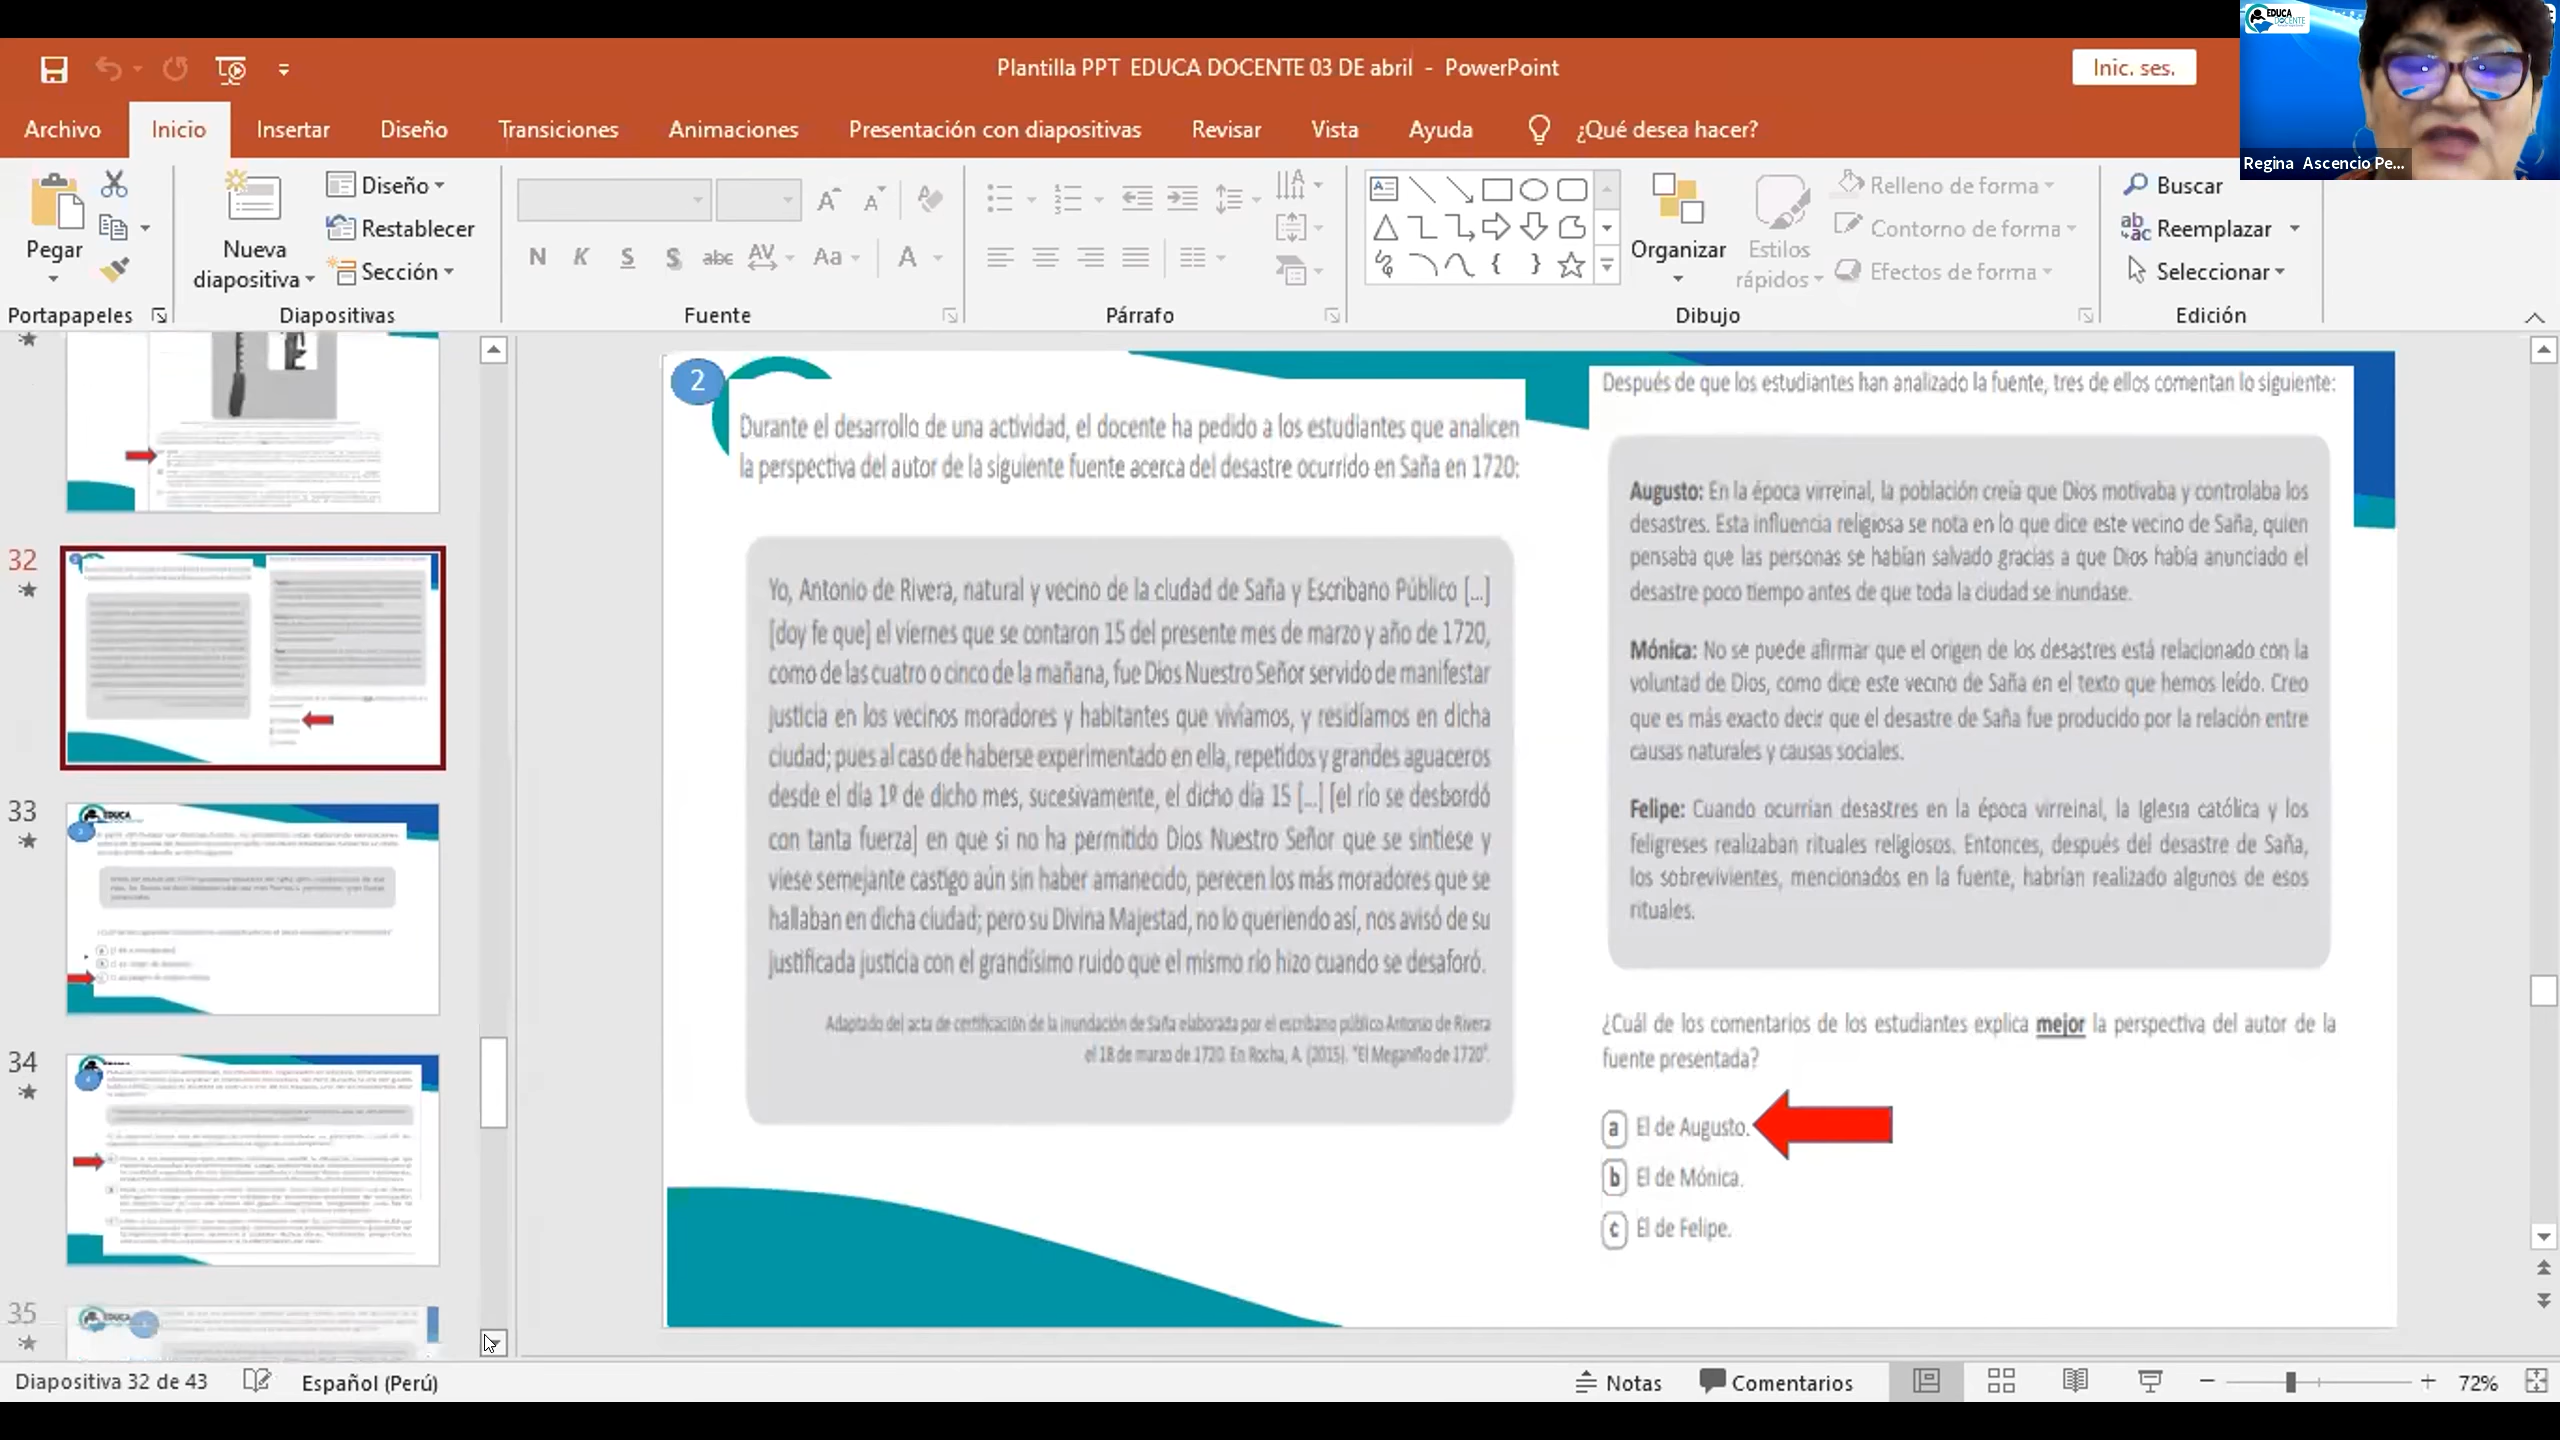 EDUCA
DOCENTE
Plantilla PPT EDUCA DOCENTE 03 DE abril - PowerPoint
Inic. ses.
Archivo
Inicio
Insertar
Diseño
Transiciones
Animaciones
Presentación con diapositivas
Revisar
Vista
Ayuda
¿Qué desea hacer?
Regina Ascencio Pe...
Pegar
Nueva diapositiva
Diseño
Restablecer
Sección
N K S S abc AV Aa A
Organizar
Estilos rápidos
Relleno de forma
Contorno de forma
Efectos de forma
Buscar
Reemplazar
Seleccionar
Portapapeles
Diapositivas
Fuente
Párrafo
Dibujo
Edición
32
33
EDUCA
34
35
2
Durante el desarrollo de una actividad, el docente ha pedido a los estudiantes que analicen
la perspectiva del autor de la siguiente fuente acerca del desastre ocurrido en Saña en 1720:
Yo, Antonio de Rivera, natural y vecino de la ciudad de Saña y Escribano Público [...]
[doy fe que] el viernes que se contaron 15 del presente mes de marzo y año de 1720,
como de las cuatro o cinco de la mañana, fue Dios Nuestro Señor servido de manifestar
justicia en los vecinos moradores y habitantes que vivíamos, y residíamos en dicha
ciudad; pues al caso de haberse experimentado en ella, repetidos y grandes aguaceros
desde el día 1º de dicho mes, sucesivamente, el dicho día 15 [...] [el río se desbordó
con tanta fuerza] en que si no ha permitido Dios Nuestro Señor que se sintiese y
viese semejante castigo aún sin haber amanecido, perecen los más moradores que se
hallaban en dicha ciudad; pero su Divina Majestad, no lo queriendo así, nos avisó de su
justificada justicia con el grandísimo ruido que el mismo río hizo cuando se desaforó.
Adaptado del acta de certificación de la inundación de Saña elaborada por el escribano público Antonio de Rivera
el 18 de marzo de 1720. En Rocha, A. (2015). "El Meganiño de 1720".
Después de que los estudiantes han analizado la fuente, tres de ellos comentan lo siguiente:
Augusto: En la época virreinal, la población creía que Dios motivaba y controlaba los
desastres. Esta influencia religiosa se nota en lo que dice este vecino de Saña, quien
pensaba que las personas se habían salvado gracias a que Dios había anunciado el
desastre poco tiempo antes de que toda la ciudad se inundase.
Mónica: No se puede afirmar que el origen de los desastres está relacionado con la
voluntad de Dios, como dice este vecino de Saña en el texto que hemos leído. Creo
que es más exacto decir que el desastre de Saña fue producido por la relación entre
causas naturales y causas sociales.
Felipe: Cuando ocurrían desastres en la época virreinal, la Iglesia católica y los
feligreses realizaban rituales religiosos. Entonces, después del desastre de Saña,
los sobrevivientes, mencionados en la fuente, habrían realizado algunos de esos
rituales.
¿Cuál de los comentarios de los estudiantes explica mejor la perspectiva del autor de la
fuente presentada?
a El de Augusto.
b El de Mónica.
c El de Felipe.
Diapositiva 32 de 43
Español (Perú)
Notas
Comentarios
72%